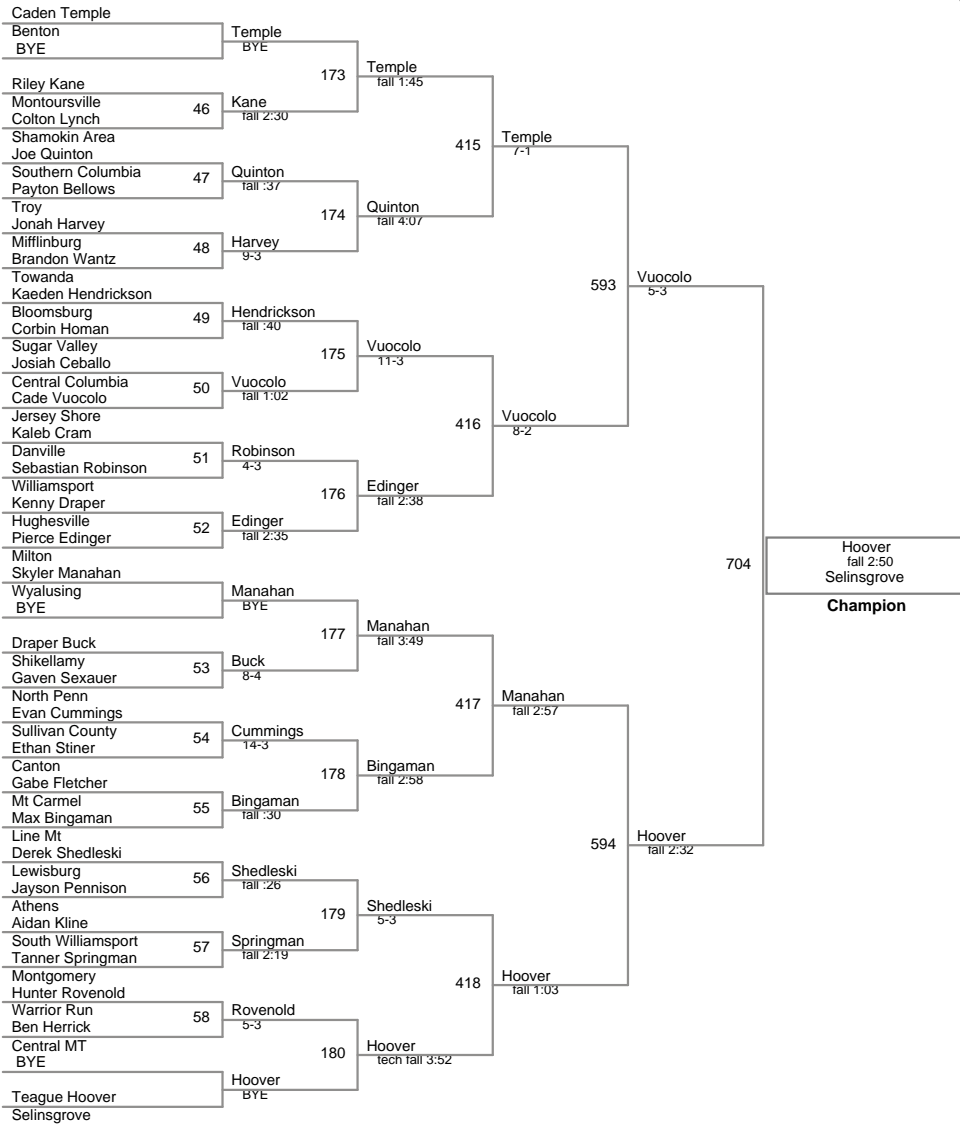 Caden Temple
Benton
BYE
Riley Kane
Montoursville
Colton Lynch
Shamokin Area
Joe Quinton
Southern Columbia
Payton Bellows
Troy
Jonah Harvey
Mifflinburg
Brandon Wantz
Towanda
Kaeden Hendrickson
Bloomsburg
Corbin Homan
Sugar Valley
Josiah Ceballo
Central Columbia
Cade Vuocolo
Jersey Shore
Kaleb Cram
Danville
Sebastian Robinson
Williamsport
Kenny Draper
Hughesville
Pierce Edinger
Milton
Skyler Manahan
Wyalusing
BYE
Draper Buck
Shikellamy
Gaven Sexauer
North Penn
Evan Cummings
Sullivan County
Ethan Stiner
Canton
Gabe Fletcher
Mt Carmel
Max Bingaman
Line Mt
Derek Shedleski
Lewisburg
Jayson Pennison
Athens
Aidan Kline
South Williamsport
Tanner Springman
Montgomery
Hunter Rovenold
Warrior Run
Ben Herrick
Central MT
BYE
Teague Hoover
Selinsgrove
46
47
48
49
50
51
52
53
54
55
56
57
58
Temple
BYE
Kane
fall 2:30
Quinton
fall :37
Harvey
9-3
Hendrickson
fall :40
Vuocolo
fall 1:02
Robinson
4-3
Edinger
fall 2:35
Manahan
BYE
Buck
8-4
Cummings
14-3
Bingaman
fall :30
Shedleski
fall :26
Springman
fall 2:19
Rovenold
5-3
Hoover
BYE
173
174
175
176
177
178
179
180
Temple
fall 1:45
Quinton
fall 4:07
Vuocolo
11-3
Edinger
fall 2:38
Manahan
fall 3:49
Bingaman
fall 2:58
Shedleski
5-3
Hoover
tech fall 3:52
415
416
417
418
Temple
7-1
Vuocolo
8-2
Manahan
fall 2:57
Hoover
fall 1:03
593
594
Vuocolo
5-3
Hoover
fall 2:32
704
Hoover
fall 2:50
Selinsgrove
Champion